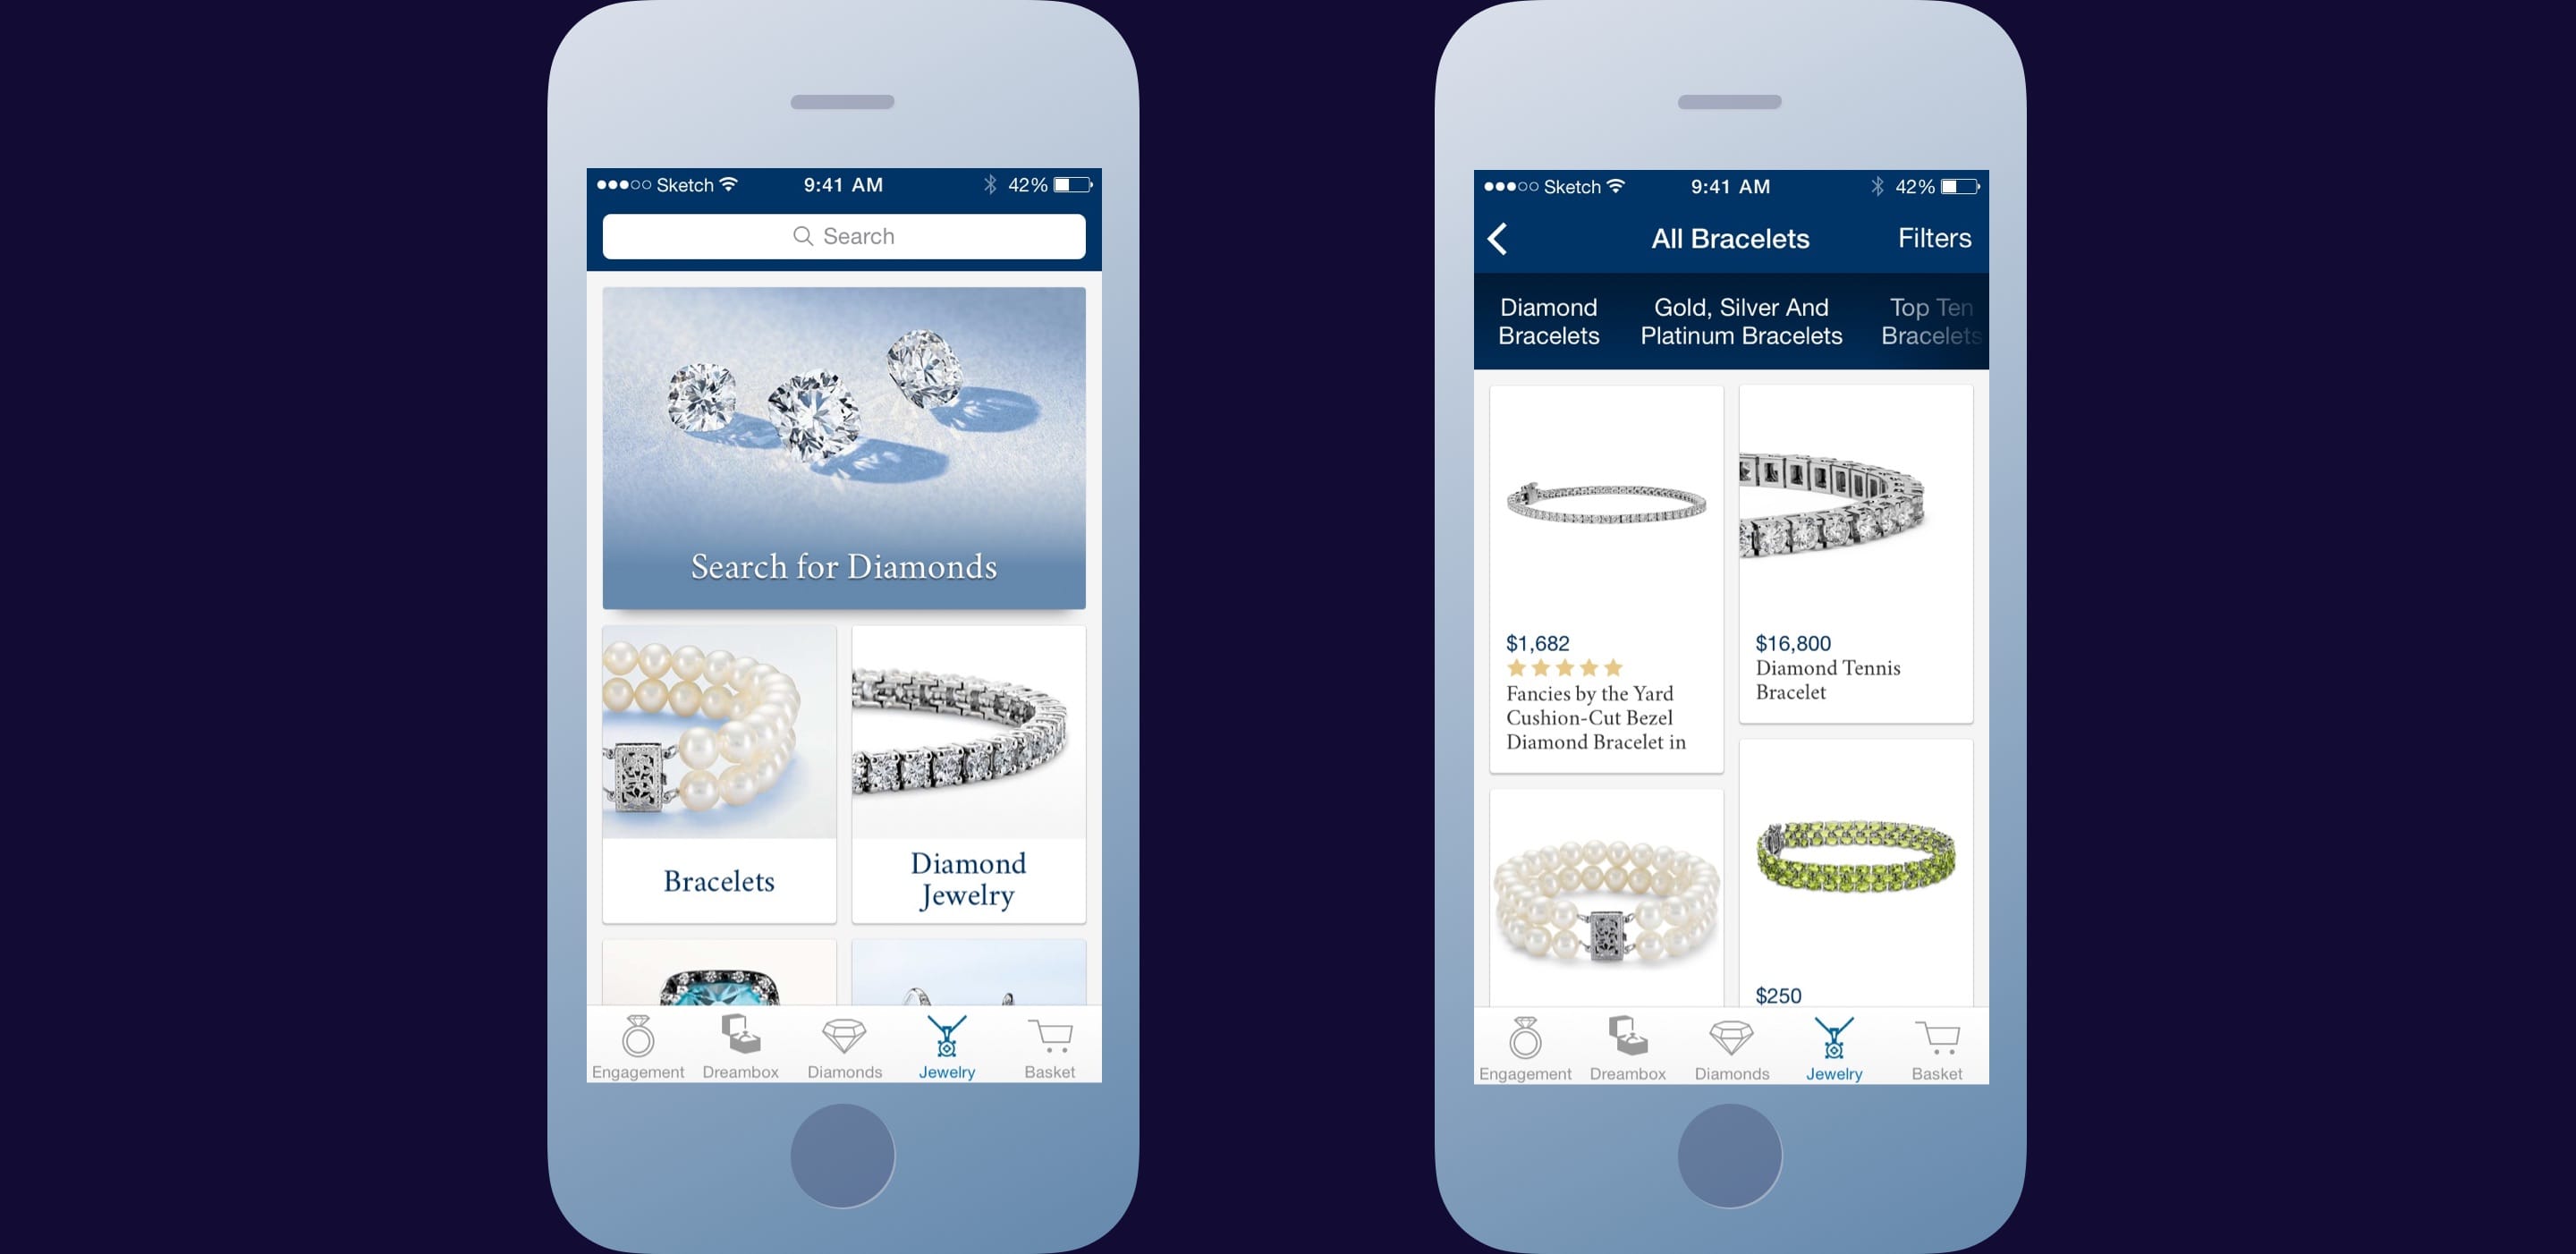 Sketch 9:41 AM 42%
Search
Search for Diamonds
Bracelets
Diamond
Jewelry
Engagement Dreambox Diamonds Jewelry Basket
Sketch 9:41 AM 42%
All Bracelets Filters
Diamond
Bracelets
Gold, Silver And
Platinum Bracelets
Top Ten
Bracelets
$1,682
Fancies by the Yard
Cushion-Cut Bezel
Diamond Bracelet in
$16,800
Diamond Tennis
Bracelet
$250
Engagement Dreambox Diamonds Jewelry Basket